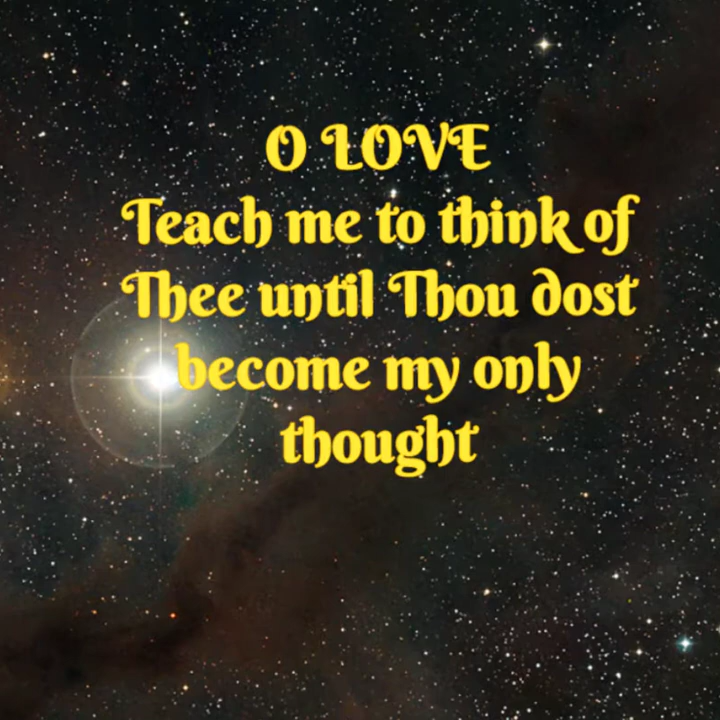 O LOVE
Teach me to think of
Thee until Thou dost
become my only
thought